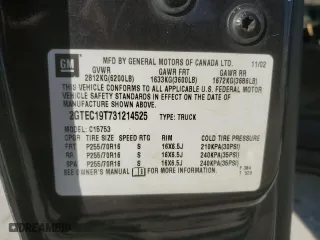 GM
MFD BY GENERAL MOTORS OF CANADA LTD. 11/02
GVWR GAWR FRT GAWR RR
2812KG(6200LB) 1633KG(3600LB) 1672KG(3686LB)
THIS VEHICLE CONFORMS TO ALL APPLICABLE U.S. FEDERAL
MOTOR VEHICLE SAFETY STANDARDS IN EFFECT ON THE DATE OF
MANUFACTURE SHOWN ABOVE.
2GTEC19T731214525 TYPE: TRUCK
MODEL: C15753
TIRE SIZE SPEED RTG RIM COLD TIRE PRESSURE
FRT P255/70R16 S 16X6.5J 210KPA(30PSI)
RR P255/70R16 S 16X6.5J 240KPA(35PSI)
SPA P255/70R16 S 16X6.5J 240KPA(35PSI)
SEE OWNER'S MANUAL FOR MORE INFORMATION